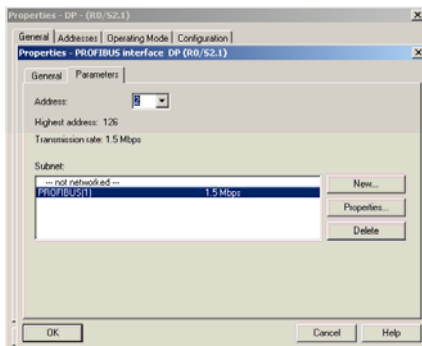 Properties - DP - (R0/S2.1)
General Addresses Operating Mode Configuration
Properties - PROFIBUS interface DP (R0/S2.1)
General Parameters
Address: 2
Highest address: 126
Transmission rate: 1.5 Mbps
Subnet:
--- not networked ---
PROFIBUS(1) 1.5 Mbps
New...
Properties...
Delete
OK Cancel Help